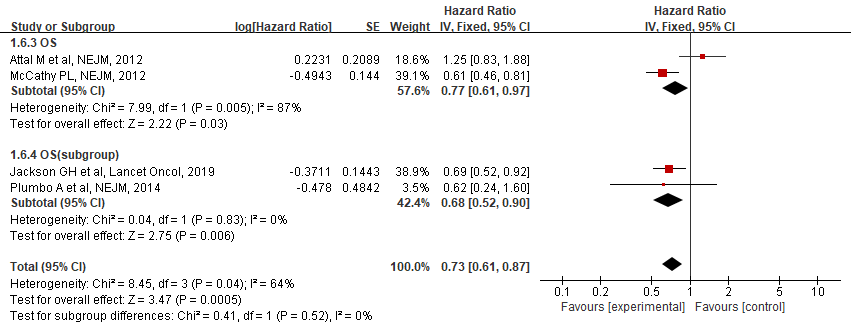 Hazard Ratio Hazard Ratio
Study or Subgroup log[Hazard Ratio] SE Weight IV, Fixed, 95% CI IV, Fixed, 95% CI
1.6.3 OS
Attal M et al, NEJM, 2012 0.2231 0.2089 18.6% 1.25 [0.83, 1.88]
McCathy PL, NEJM, 2012 -0.4943 0.144 39.1% 0.61 [0.46, 0.81]
Subtotal (95% CI) 57.6% 0.77 [0.61, 0.97]
Heterogeneity: Chi² = 7.99, df = 1 (P = 0.005); I² = 87%
Test for overall effect: Z = 2.22 (P = 0.03)
1.6.4 OS(subgroup)
Jackson GH et al, Lancet Oncol, 2019 -0.3711 0.1443 38.9% 0.69 [0.52, 0.92]
Plumbo A et al, NEJM, 2014 -0.478 0.4842 3.5% 0.62 [0.24, 1.60]
Subtotal (95% CI) 42.4% 0.68 [0.52, 0.90]
Heterogeneity: Chi² = 0.04, df = 1 (P = 0.83); I² = 0%
Test for overall effect: Z = 2.75 (P = 0.006)
Total (95% CI) 100.0% 0.73 [0.61, 0.87]
Heterogeneity: Chi² = 8.45, df = 3 (P = 0.04); I² = 64%
Test for overall effect: Z = 3.47 (P = 0.0005)
Test for subgroup differences: Chi² = 0.41, df = 1 (P = 0.52), I² = 0%
0.1 0.2 0.5 1 2 5 10
Favours [experimental] Favours [control]